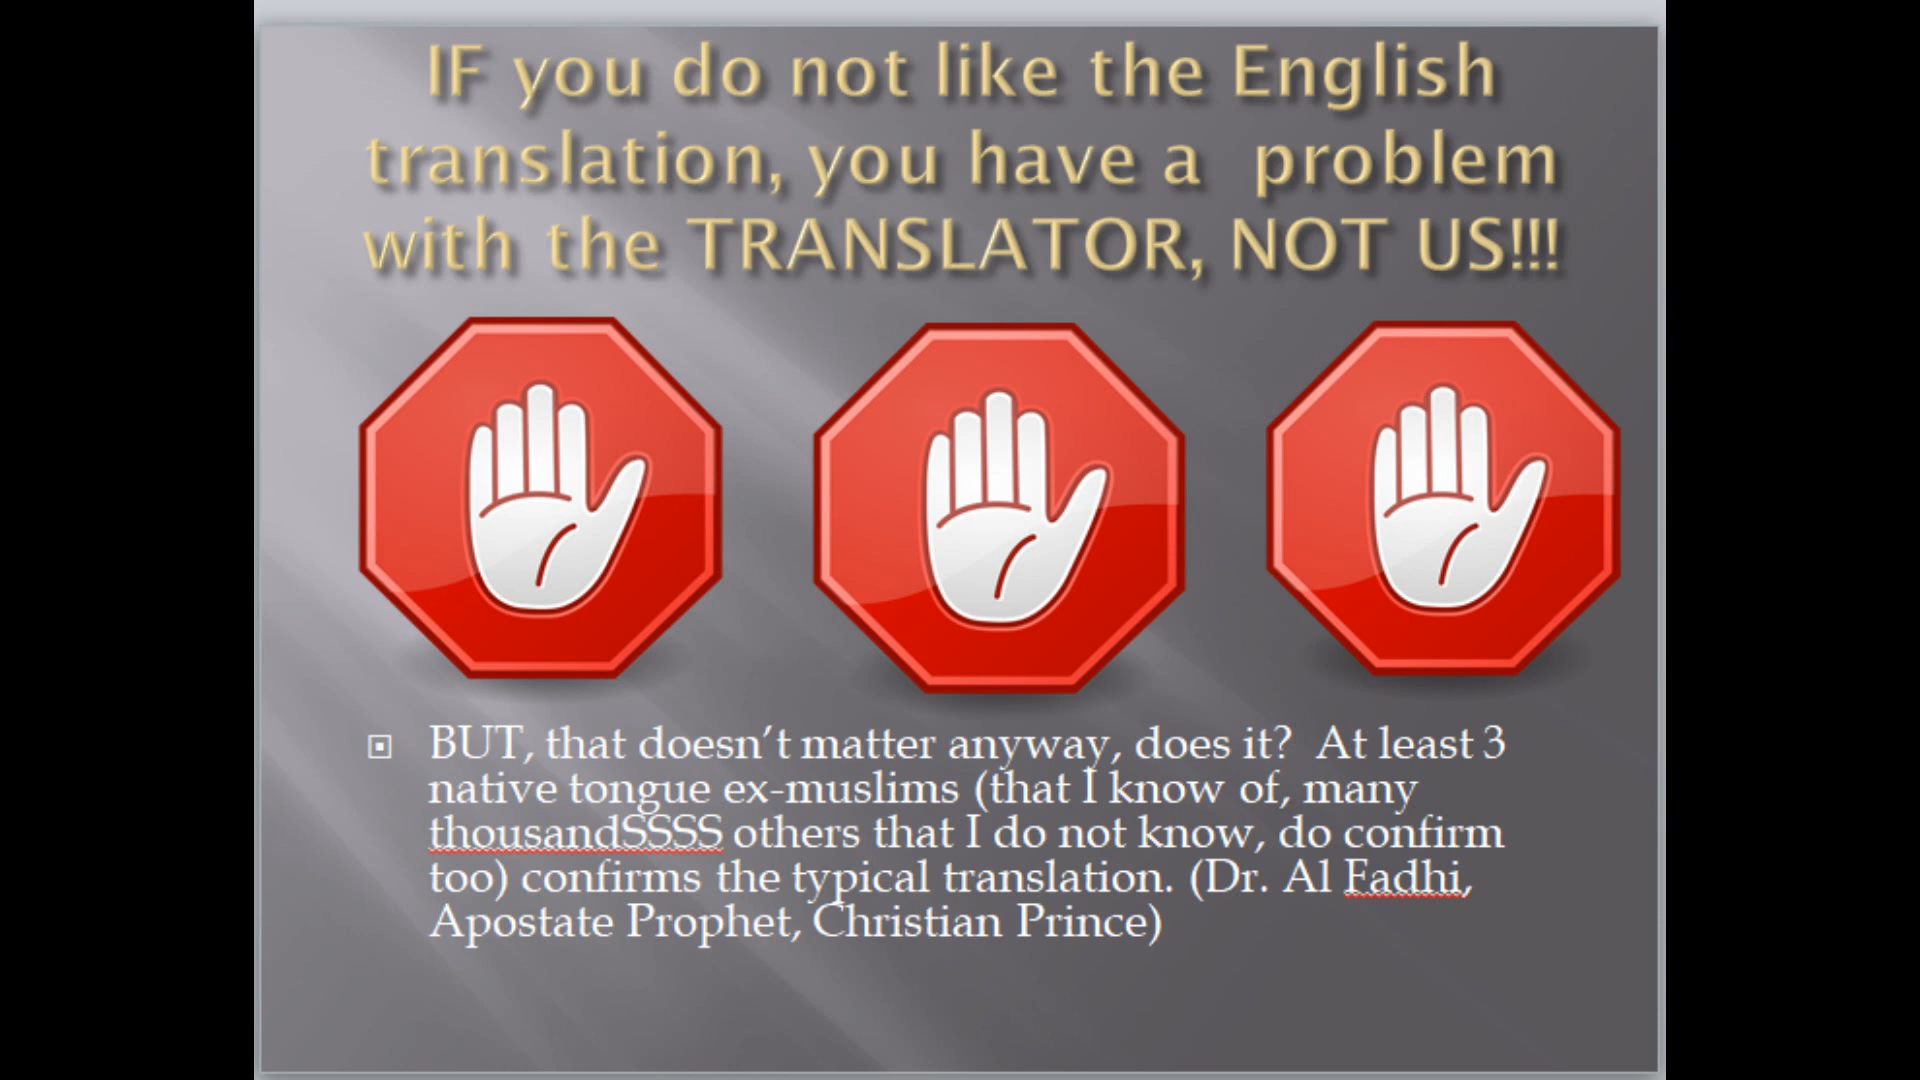 IF you do not like the English
translation, you have a problem
with the TRANSLATOR, NOT US!!!
BUT, that doesn't matter anyway, does it? At least 3
native tongue ex-muslims (that I know of, many
thousandSSSS others that I do not know, do confirm
too) confirms the typical translation. (Dr. Al Fadhi,
Apostate Prophet, Christian Prince)